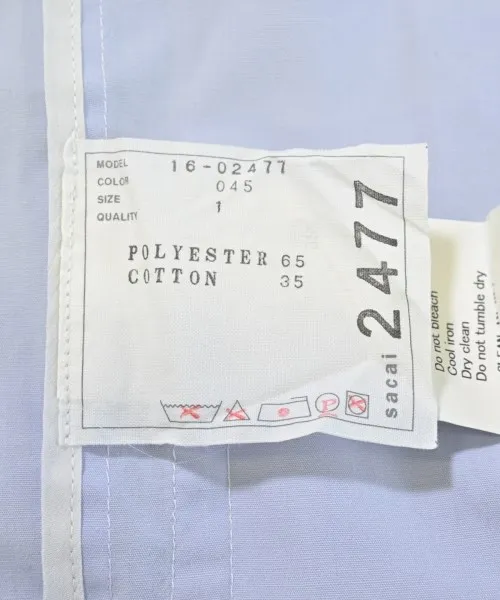 MODEL 16-02477
COLOR 045
SIZE 1
QUALITY
POLYESTER 65
COTTON 35
P
sacai 2477
Do not bleach
Cool iron
Dry clean
Do not tumble dry